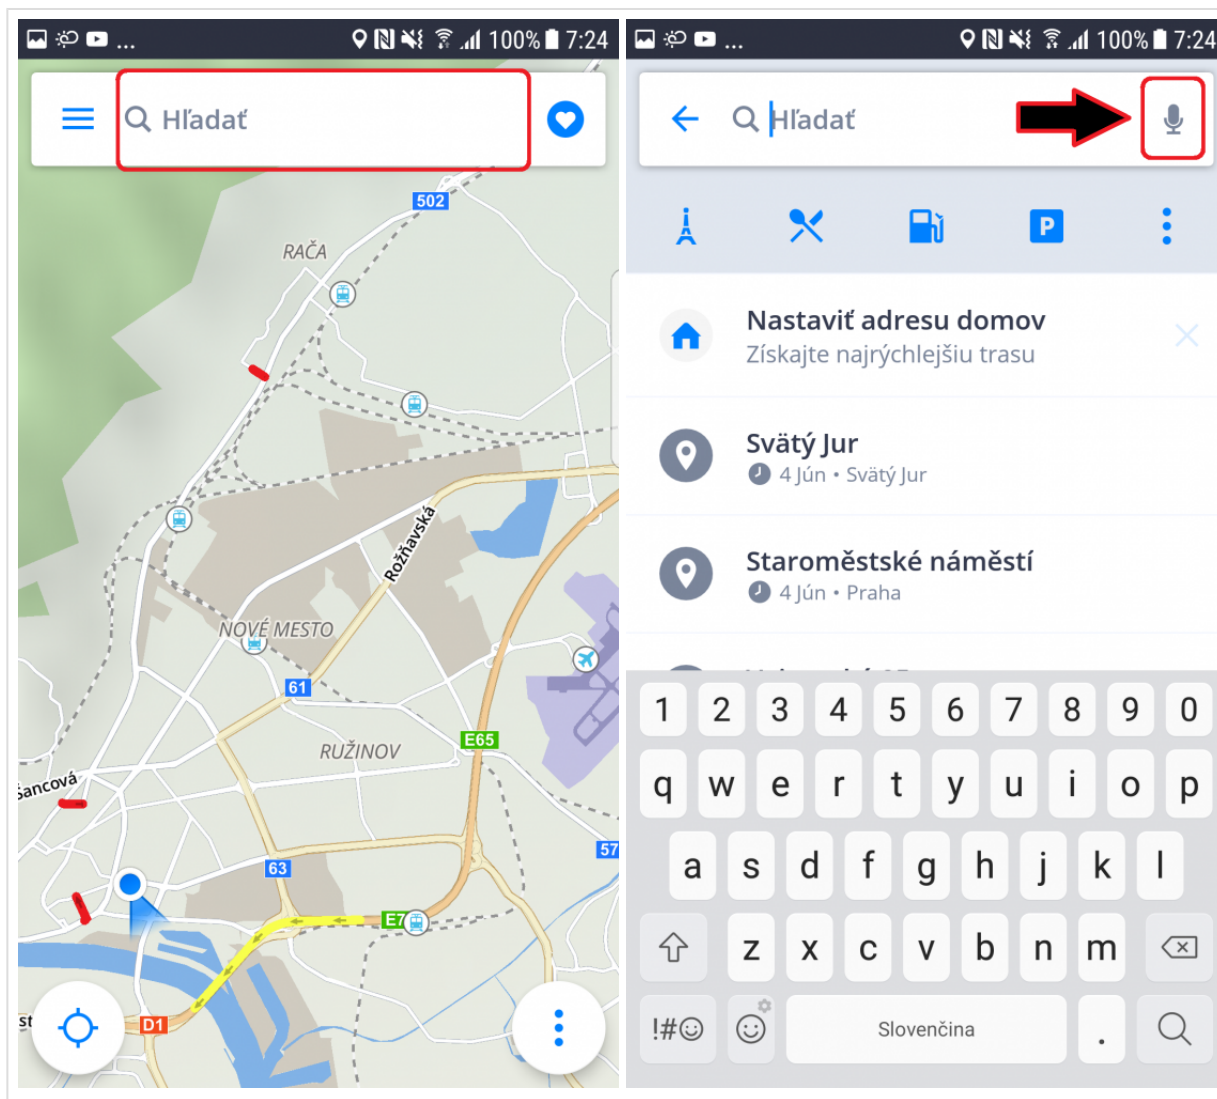 ... 100% 7:24
Hľadať
502
RAČA
Rožňavská
NOVÉ MESTO
61
E65
RUŽINOV
Šancová
57
63
E7
D1
st
... 100% 7:24
Hľadať
P
Nastaviť adresu domov
Získajte najrýchlejšiu trasu
Svätý Jur
4 Jún • Svätý Jur
Staroměstské náměstí
4 Jún • Praha
1 2 3 4 5 6 7 8 9 0
q w e r t y u i o p
a s d f g h j k l
z x c v b n m
!#☺ Slovenčina .